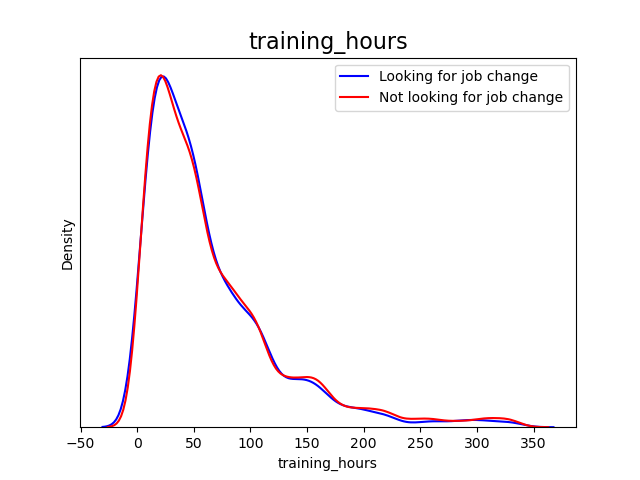 training_hours
Looking for job change
Not looking for job change
Density
−50
0
50
100
150
200
250
300
350
training_hours